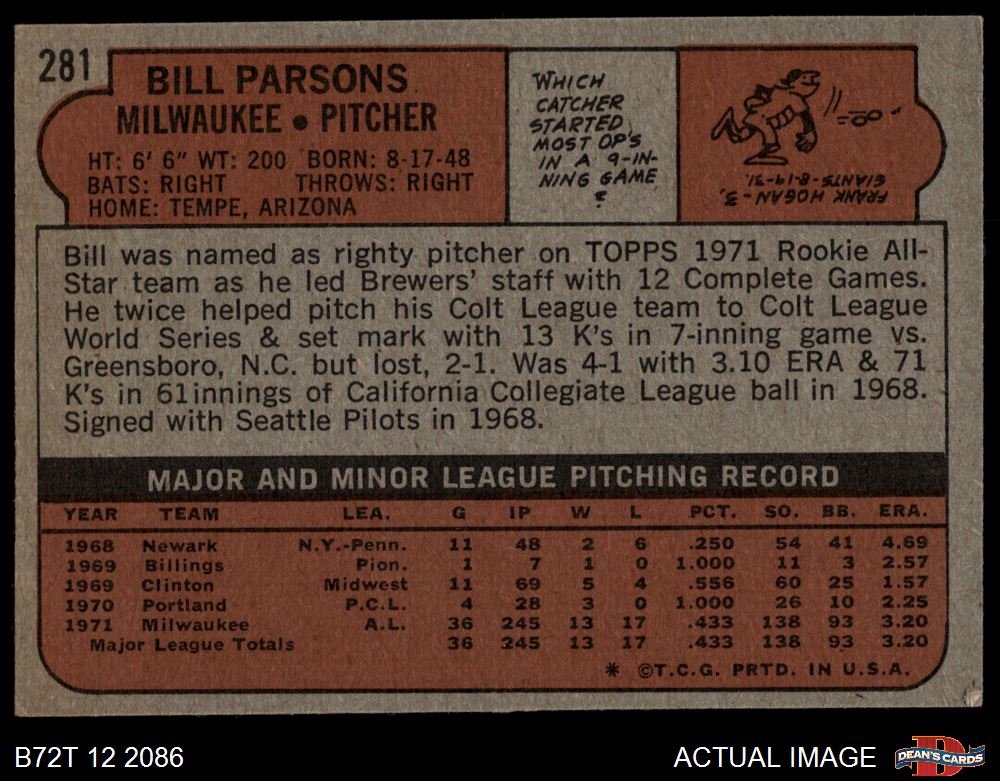 281
BILL PARSONS
MILWAUKEE • PITCHER
HT: 6' 6" WT: 200 BORN: 8-17-48
BATS: RIGHT THROWS: RIGHT
HOME: TEMPE, ARIZONA
WHICH
CATCHER
STARTED
MOST DP'S
IN A 9-IN-
NING GAME
?
FRANK HOGAN - 3,
GIANTS-8-19-31.
Bill was named as righty pitcher on TOPPS 1971 Rookie All-
Star team as he led Brewers' staff with 12 Complete Games.
He twice helped pitch his Colt League team to Colt League
World Series & set mark with 13 K's in 7-inning game vs.
Greensboro, N.C. but lost, 2-1. Was 4-1 with 3.10 ERA & 71
K's in 61innings of California Collegiate League ball in 1968.
Signed with Seattle Pilots in 1968.
MAJOR AND MINOR LEAGUE PITCHING RECORD
YEAR TEAM LEA. G IP W L PCT. SO. BB. ERA.
1968 Newark N.Y.-Penn. 11 48 2 6 .250 54 41 4.69
1969 Billings Pion. 1 7 1 0 1.000 11 3 2.57
1969 Clinton Midwest 11 69 5 4 .556 60 25 1.57
1970 Portland P.C.L. 4 28 3 0 1.000 26 10 2.25
1971 Milwaukee A.L. 36 245 13 17 .433 138 93 3.20
Major League Totals 36 245 13 17 .433 138 93 3.20
* ©T.C.G. PRTD. IN U.S.A.
B72T 12 2086
ACTUAL IMAGE
D
DEAN'S CARDS